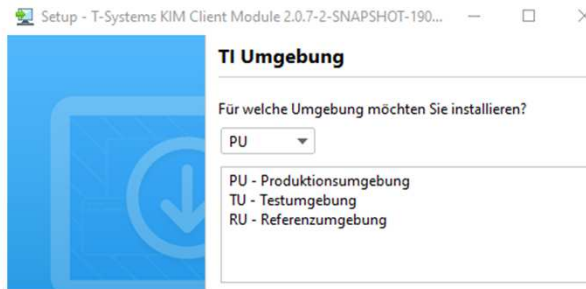 Setup - T-Systems KIM Client Module 2.0.7-2-SNAPSHOT-190...
TI Umgebung
Für welche Umgebung möchten Sie installieren?
PU
PU - Produktionsumgebung
TU - Testumgebung
RU - Referenzumgebung